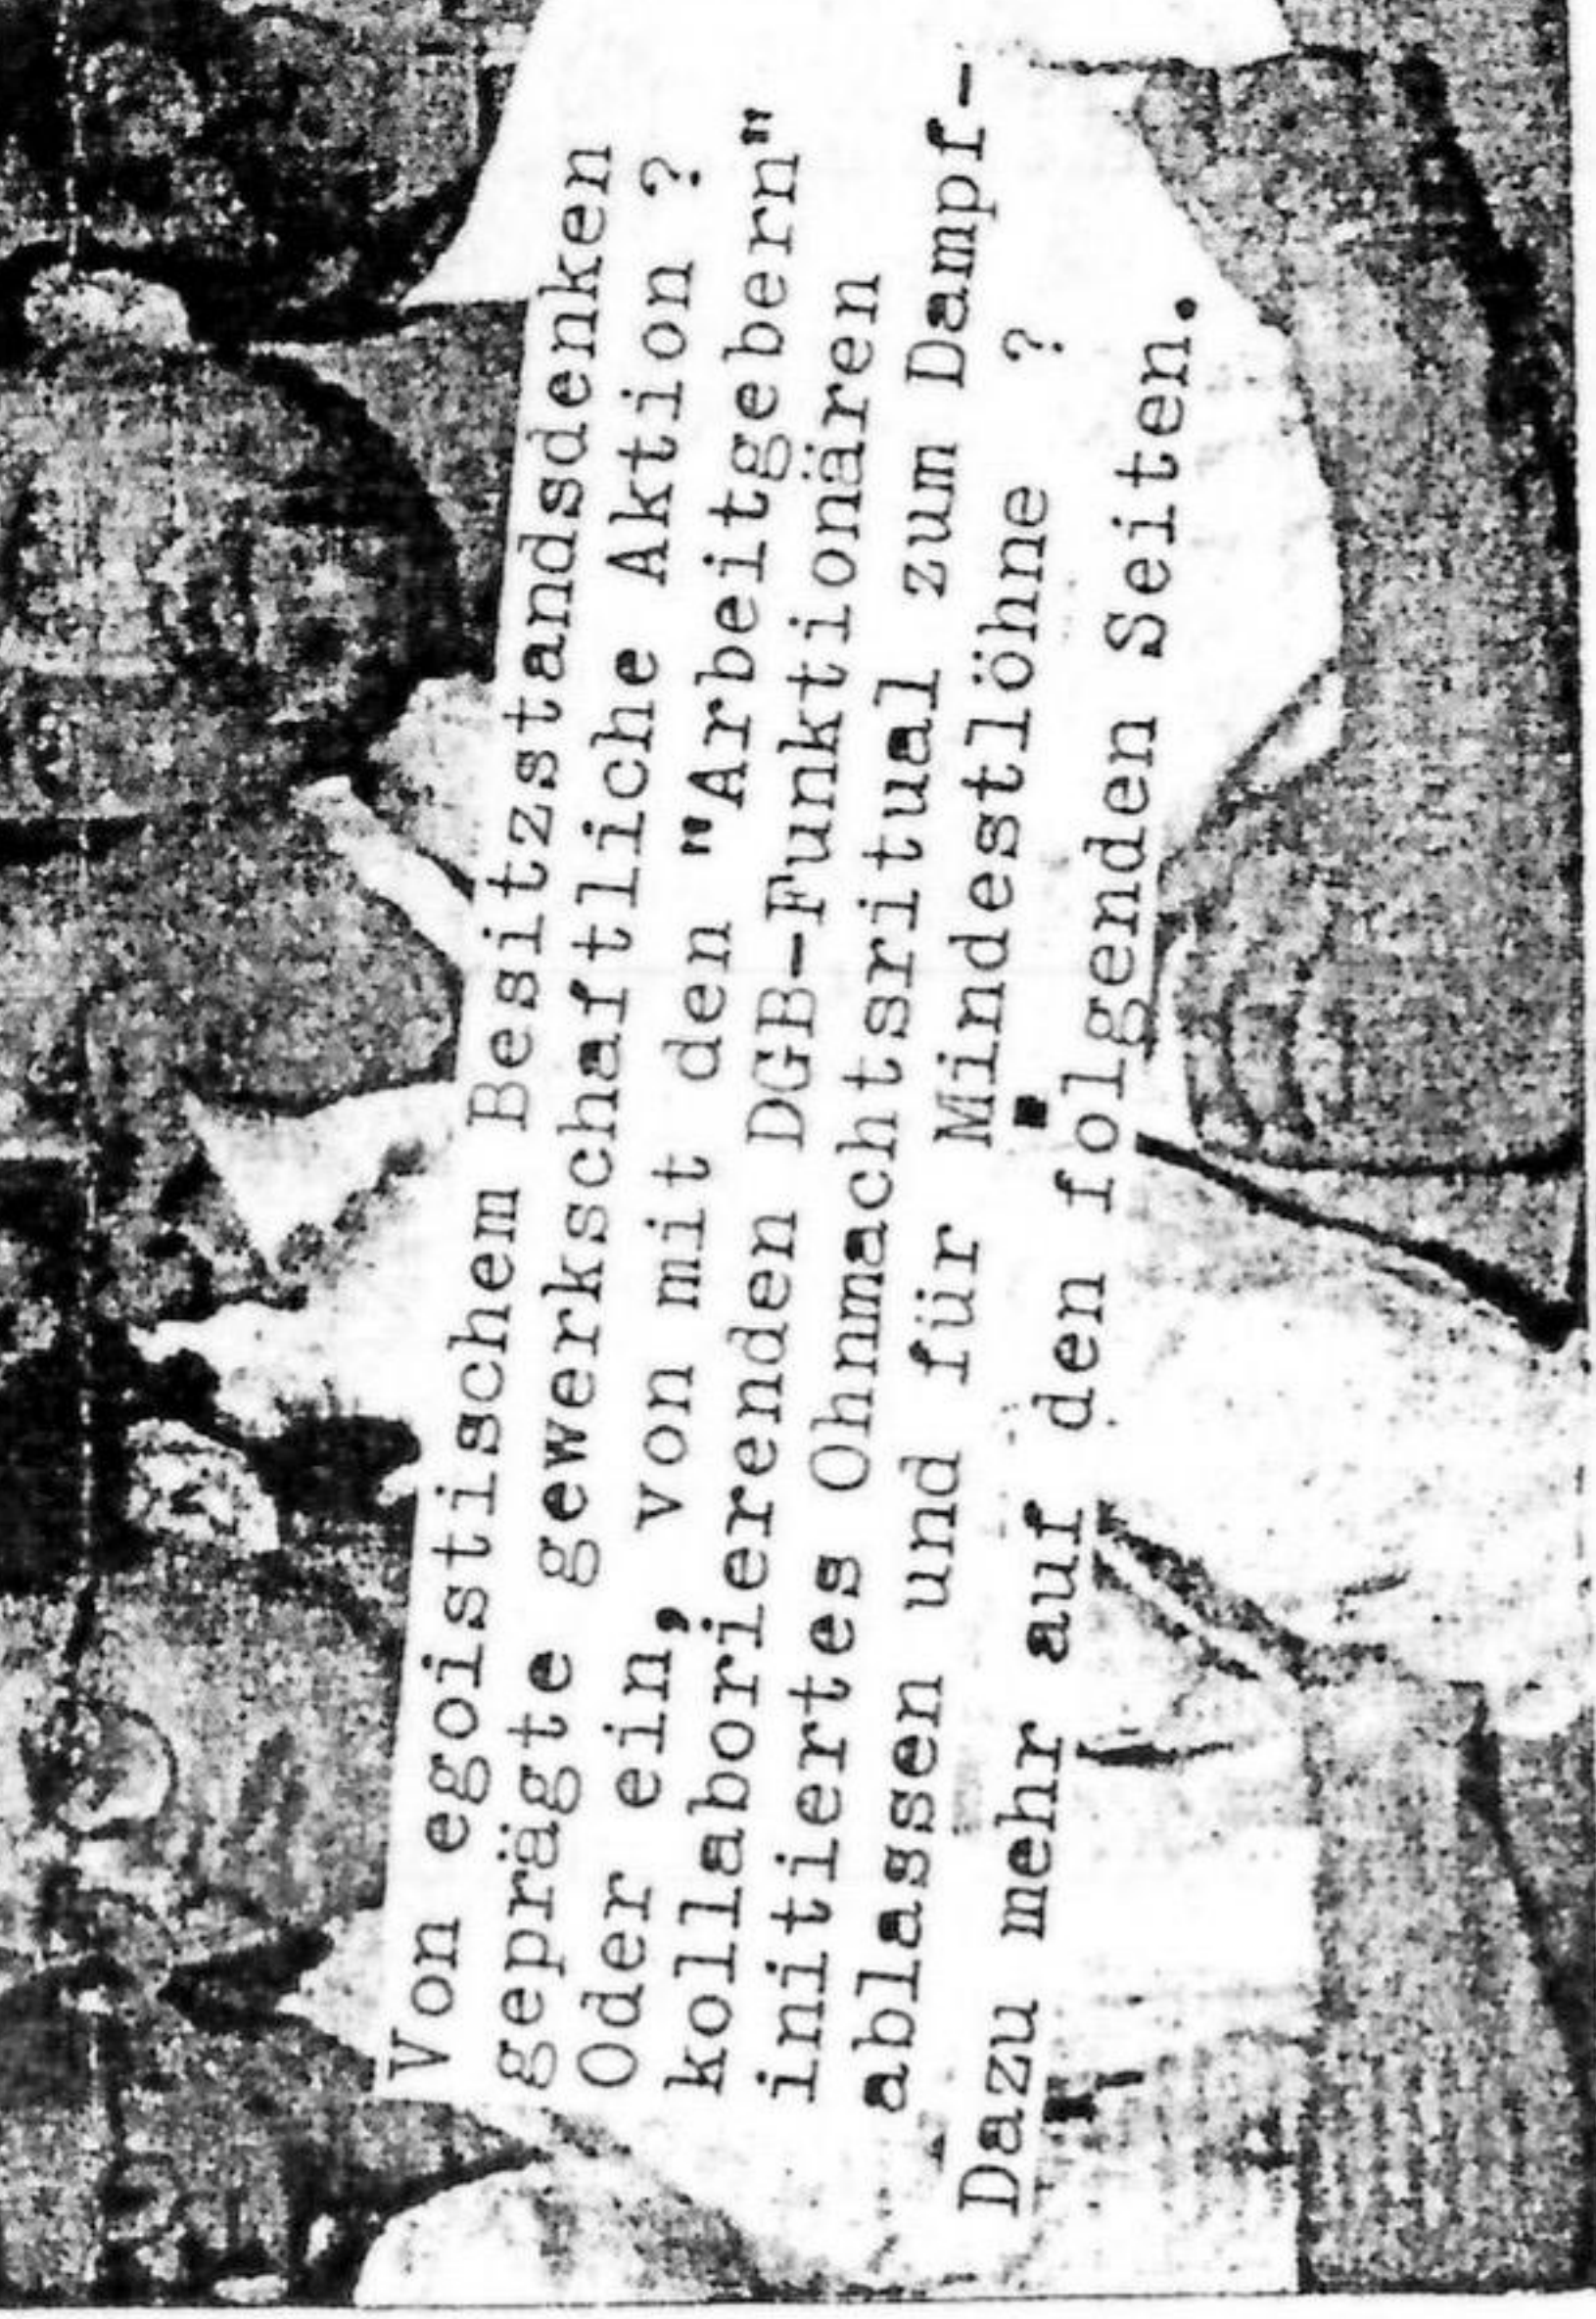 Von egoistischem Besitzstandsdenken
geprägte gewerkschaftliche Aktion ?
Oder ein, von mit den "Arbeitgebern"
kollaborierenden DGB-Funktionären
initiertes Ohnmachtsritual zum Dampf-
ablassen und für Mindestlöhne ?
Dazu mehr auf den folgenden Seiten.